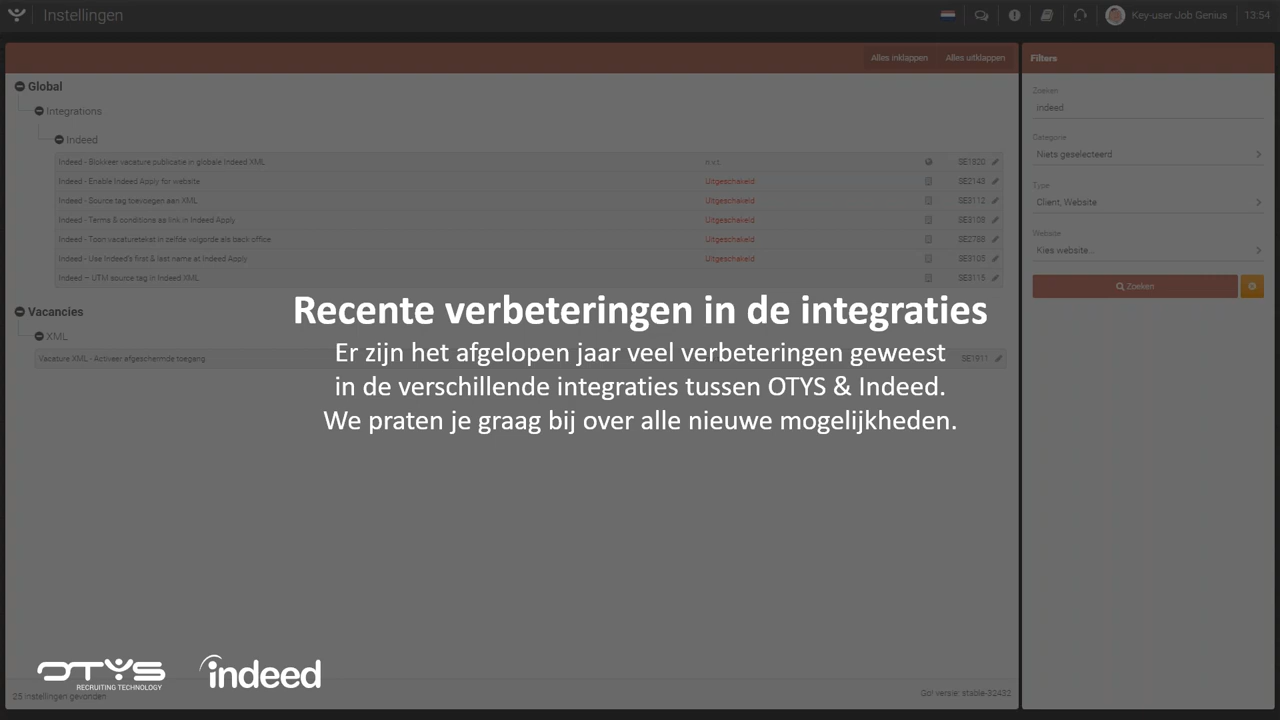 Instellingen
Key-user Job Genius
13:54
Alles inklappen
Alles uitklappen
Filters
Global
Zoeken
Indeed
Integrations
Indeed
Categorie
Niets geselecteerd
Indeed - Blokkeer vacature publicatie in globale Indeed XML
n.v.t.
SE1820
Indeed - Enable Indeed Apply for website
Uitgeschakeld
SE2143
Type
Client, Website
Indeed - Source tag toevoegen aan XML
Uitgeschakeld
SE3112
Indeed - Terms & conditions as link in Indeed Apply
Uitgeschakeld
SE3108
Website
Kies website...
Indeed - Toon vacaturetekst in zelfde volgorde als back office
Uitgeschakeld
SE2788
Indeed - Use Indeed's first & last name at Indeed Apply
Uitgeschakeld
SE3105
Indeed – UTM source tag in Indeed XML
SE3115
Zoeken
Vacancies
XML
Vacature XML - Activeer afgeschermde toegang
SE1911
Recente verbeteringen in de integraties
Er zijn het afgelopen jaar veel verbeteringen geweest
in de verschillende integraties tussen OTYS & Indeed.
We praten je graag bij over alle nieuwe mogelijkheden.
OTYS
RECRUITING TECHNOLOGY
indeed
25 instellingen gevonden
Go! versie: stable-32432